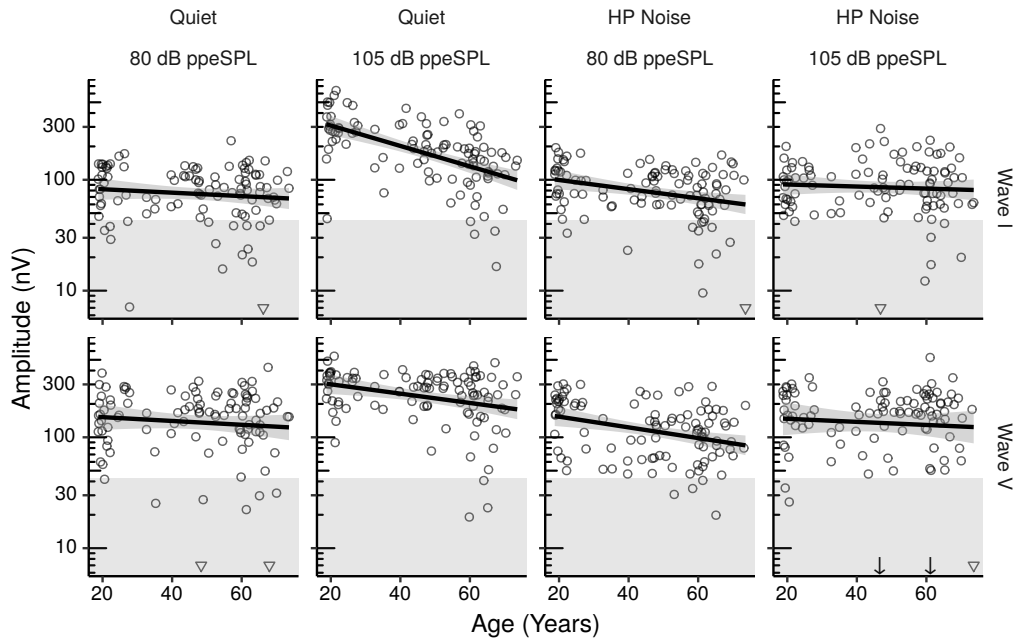 Quiet Quiet HP Noise HP Noise
80 dB ppeSPL 105 dB ppeSPL 80 dB ppeSPL 105 dB ppeSPL
300
100
30
10
Wave I
Amplitude (nV)
300
100
30
10
Wave V
20 40 60 20 40 60 20 40 60 20 40 60
Age (Years)